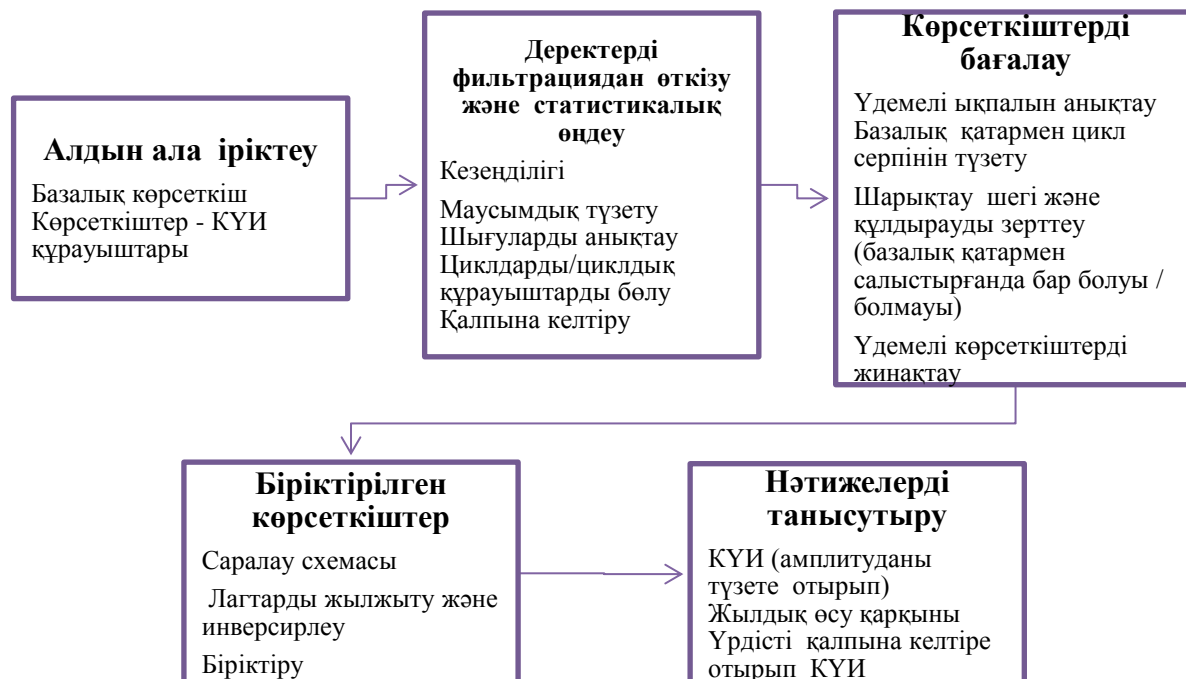 Алдын ала іріктеу
Базалық көрсеткіш
Көрсеткіштер - КҮИ
құрауыштары
Деректерді
фильтрациядан өткізу
және статистикалық
өңдеу
Кезеңділігі
Маусымдық түзету
Шығуларды анықтау
Циклдарды/циклдық
құрауыштарды бөлу
Қалпына келтіру
Көрсеткіштерді
бағалау
Үдемелі ықпалын анықтау
Базалық қатармен цикл
серпінін түзету
Шарықтау шегі және
құлдырауды зерттеу
(базалық қатармен
салыстырғанда бар болуы /
болмауы)
Үдемелі көрсеткіштерді
жинақтау
Біріктірілген
көрсеткіштер
Саралау схемасы
Лагтарды жылжыту және
инверсирлеу
Біріктіру
Нәтижелерді
танысутыру
КҮИ (амплитуданы
түзете отырып)
Жылдық өсу қарқыны
Үрдісті қалпына келтіре
отырып КҮИ